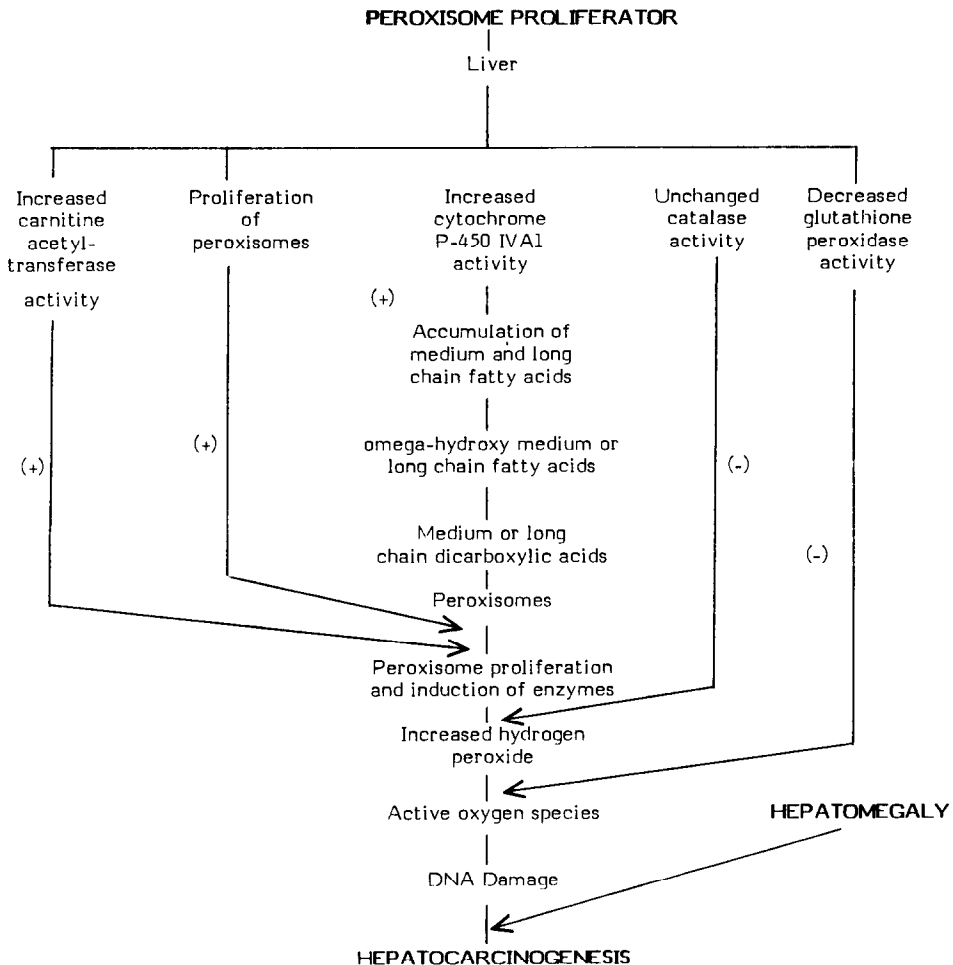 PEROXISOME PROLIFERATOR
Liver
Increased
carnitine
acetyl-
transferase
activity
Proliferation
of
peroxisomes
Increased
cytochrome
P-450 IVA1
activity
Unchanged
catalase
activity
Decreased
glutathione
peroxidase
activity
(+)
Accumulation of
medium and long
chain fatty acids
(+)
(+)
omega-hydroxy medium or
long chain fatty acids
(-)
Medium or long
chain dicarboxylic acids
(-)
Peroxisomes
Peroxisome proliferation
and induction of enzymes
Increased hydrogen
peroxide
Active oxygen species
HEPATOMEGALY
DNA Damage
HEPATOCARCINOGENESIS